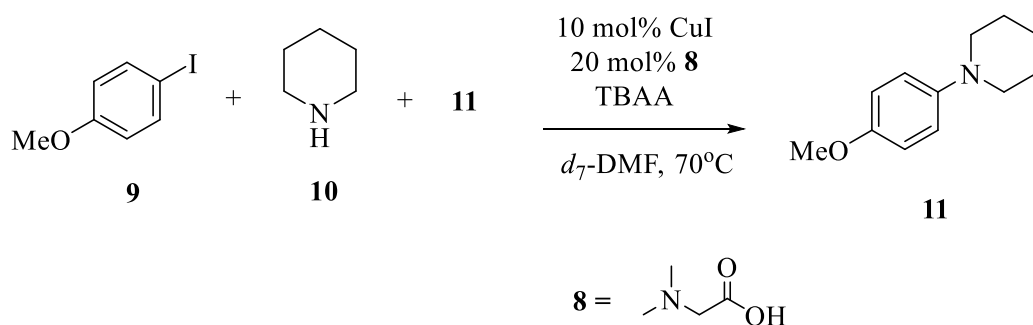 I
MeO
9
+
N
H
10
+ 11
10 mol% CuI
20 mol% 8
TBAA
d7-DMF, 70°C
N
MeO
11
8 =
N
O
OH